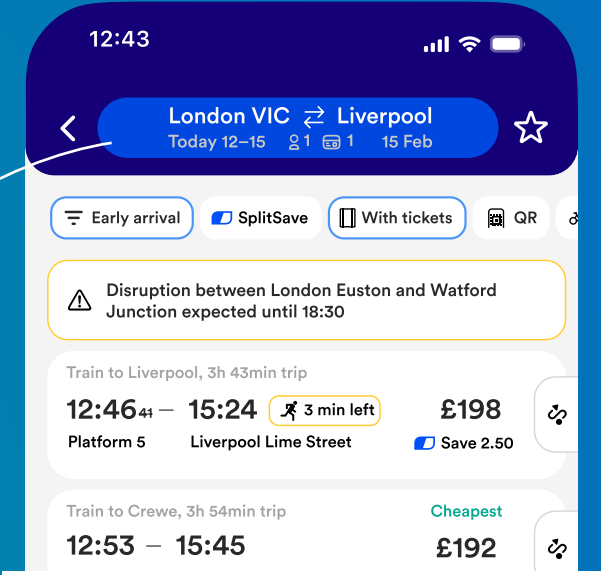 12:43
London VIC ⇄ Liverpool
Today 12–15 1 1 15 Feb
Early arrival SplitSave With tickets QR
Disruption between London Euston and Watford
Junction expected until 18:30
Train to Liverpool, 3h 43min trip
12:46 41 — 15:24 3 min left £198
Platform 5 Liverpool Lime Street Save 2.50
Train to Crewe, 3h 54min trip Cheapest
12:53 — 15:45 £192